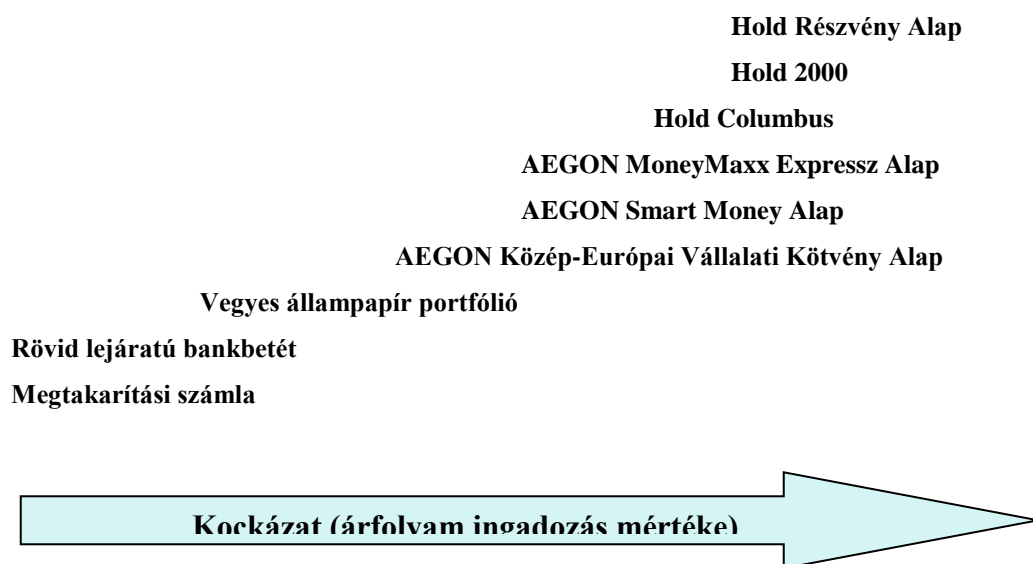 Hold Részvény Alap
Hold 2000
Hold Columbus
AEGON MoneyMaxx Expressz Alap
AEGON Smart Money Alap
AEGON Közép-Európai Vállalati Kötvény Alap
Vegyes állampapír portfólió
Rövid lejáratú bankbetét
Megtakarítási számla
Kockázat (árfolyam ingadozás mértéke)